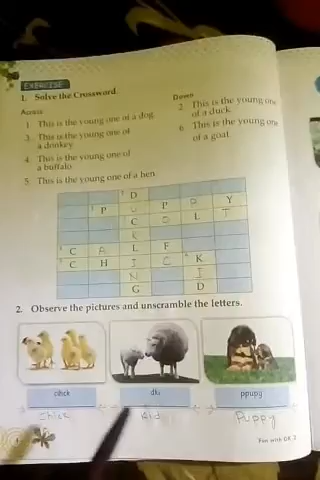 EXERCISE
1. Solve the Crossword
Across
1. This is the young one of a dog.
3. This is the young one of
a donkey.
4. This is the young one of
a buffalo.
5. This is the young one of a hen
Down
2. This is the young one
of a duck.
6. This is the young one
of a goat.
D
P U P P Y
C O L T
K
C A L F
C H I C K
N I
G D
2. Observe the pictures and unscramble the letters.
cihck
dki
ppupy
Chick
Kid
Puppy
Fun with GK 2